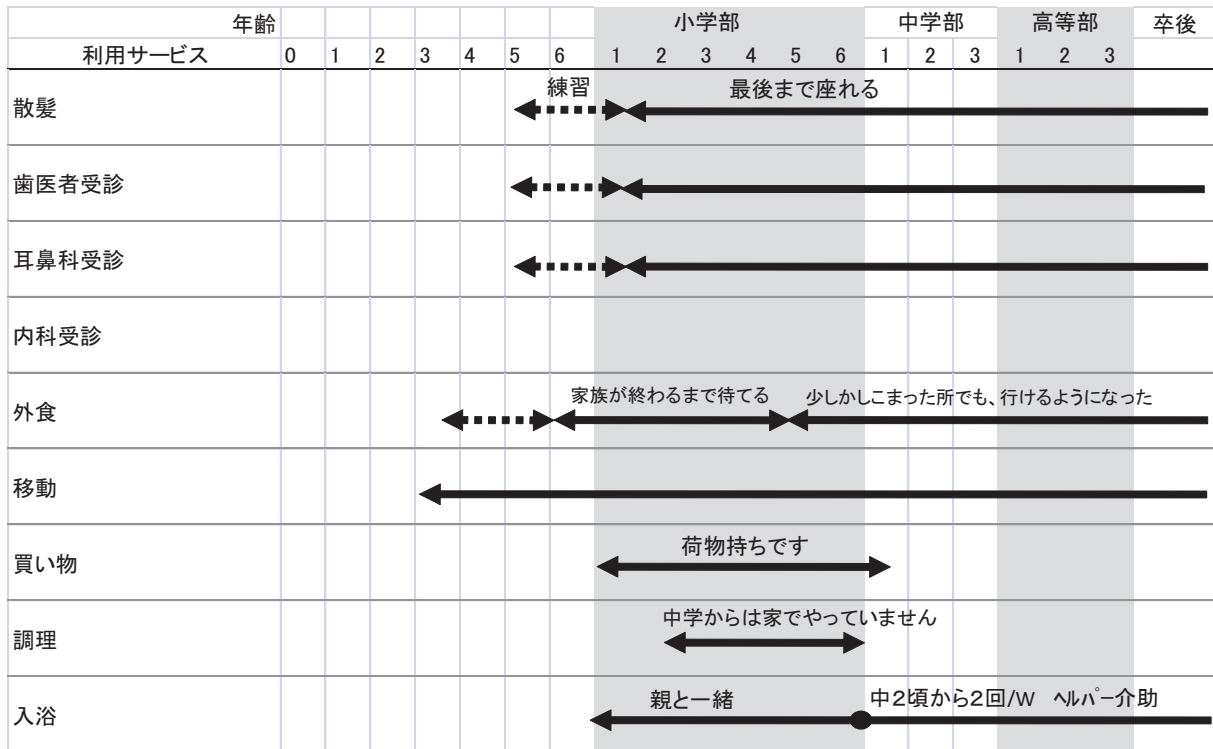 年齢 小学部 中学部 高等部 卒後
利用サービス 0 1 2 3 4 5 6 1 2 3 4 5 6 1 2 3 1 2 3
散髪 練習 最後まで座れる
歯医者受診
耳鼻科受診
内科受診
外食 家族が終わるまで待てる 少しかしこまった所でも、行けるようになった
移動
買い物 荷物持ちです
調理 中学からは家でやっていません
入浴 親と一緒 中2頃から2回/W ヘルパー介助